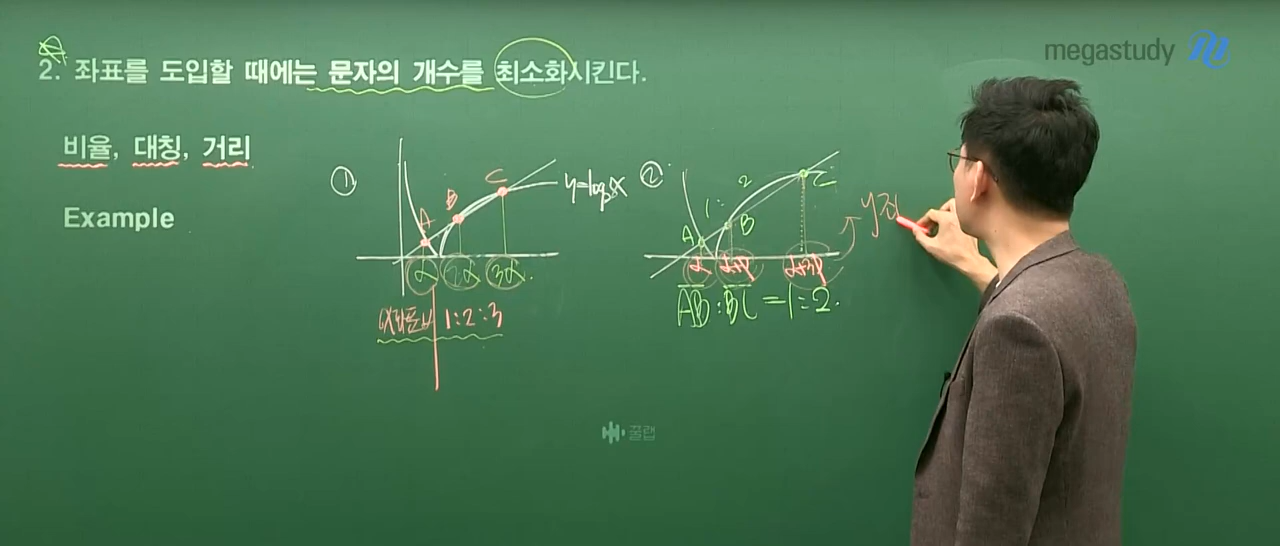 megastudy
2. 좌표를 도입할 때에는 문자의 개수를 최소화시킨다.
비율, 대칭, 거리
Example
①
A
B
C
y=log₂x
α
2α
3α
x좌표비 1:2:3
②
A
B
C
1
:
2
α
α+p
α+3p
AB:BC=1:2
y좌
꿀랩